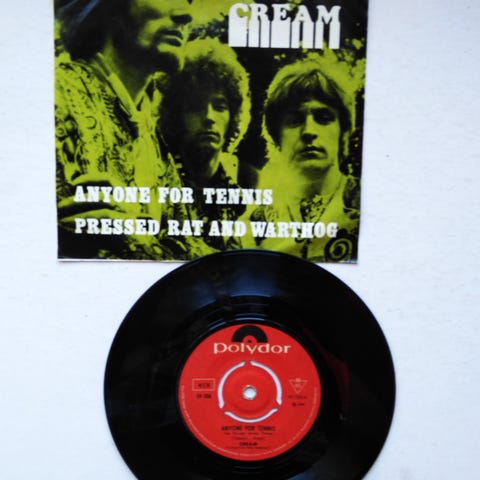 CREAM
ANYONE FOR TENNIS
PRESSED RAT AND WARTHOG
Polydor
ANYONE FOR TENNIS
CREAM